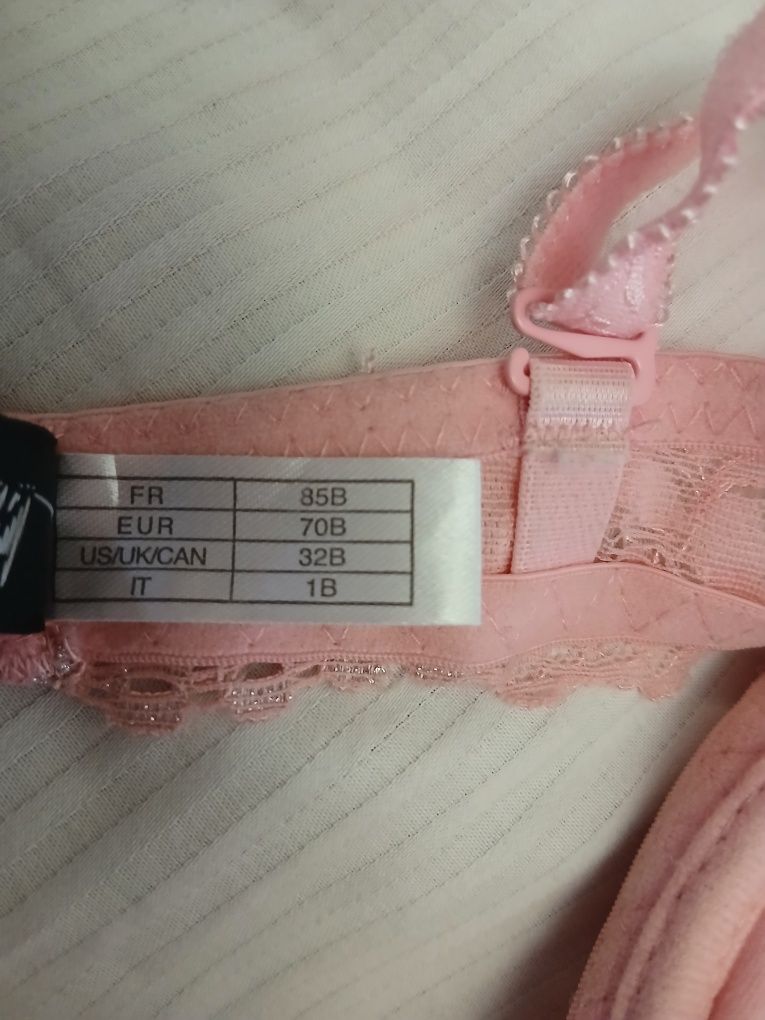 FR 85B
EUR 70B
US/UK/CAN 32B
IT 1B